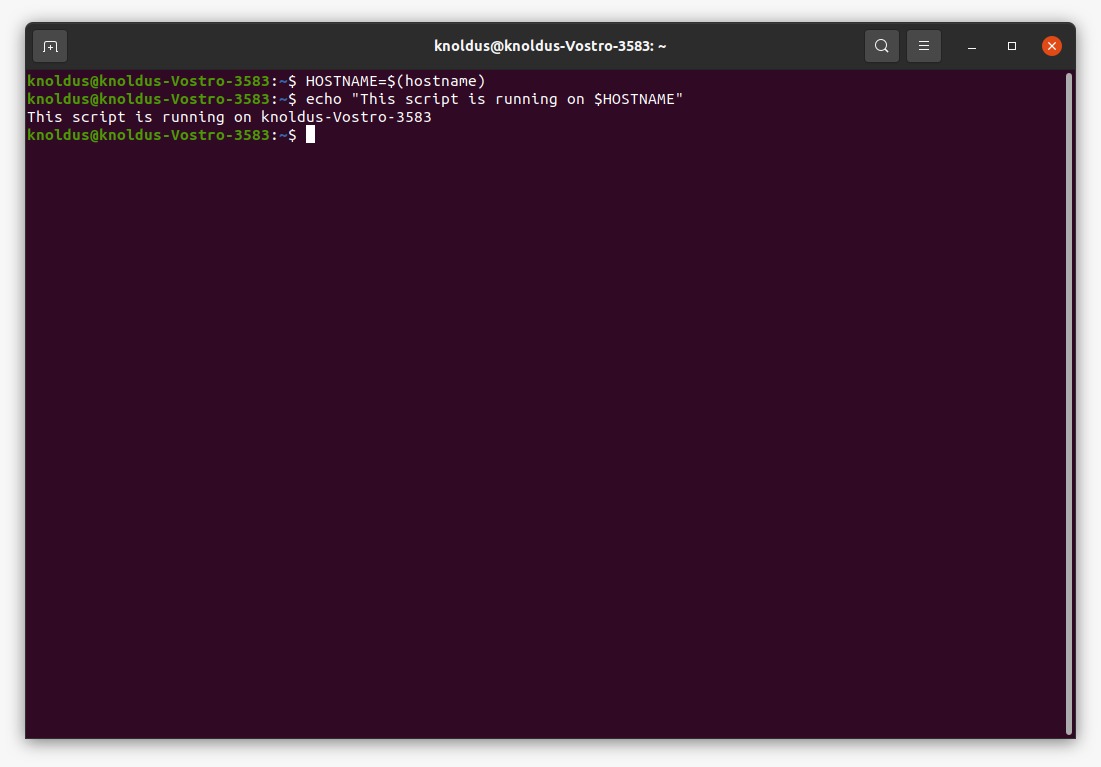 knoldus@knoldus-Vostro-3583: ~
knoldus@knoldus-Vostro-3583:~$ HOSTNAME=$(hostname)
knoldus@knoldus-Vostro-3583:~$ echo "This script is running on $HOSTNAME"
This script is running on knoldus-Vostro-3583
knoldus@knoldus-Vostro-3583:~$